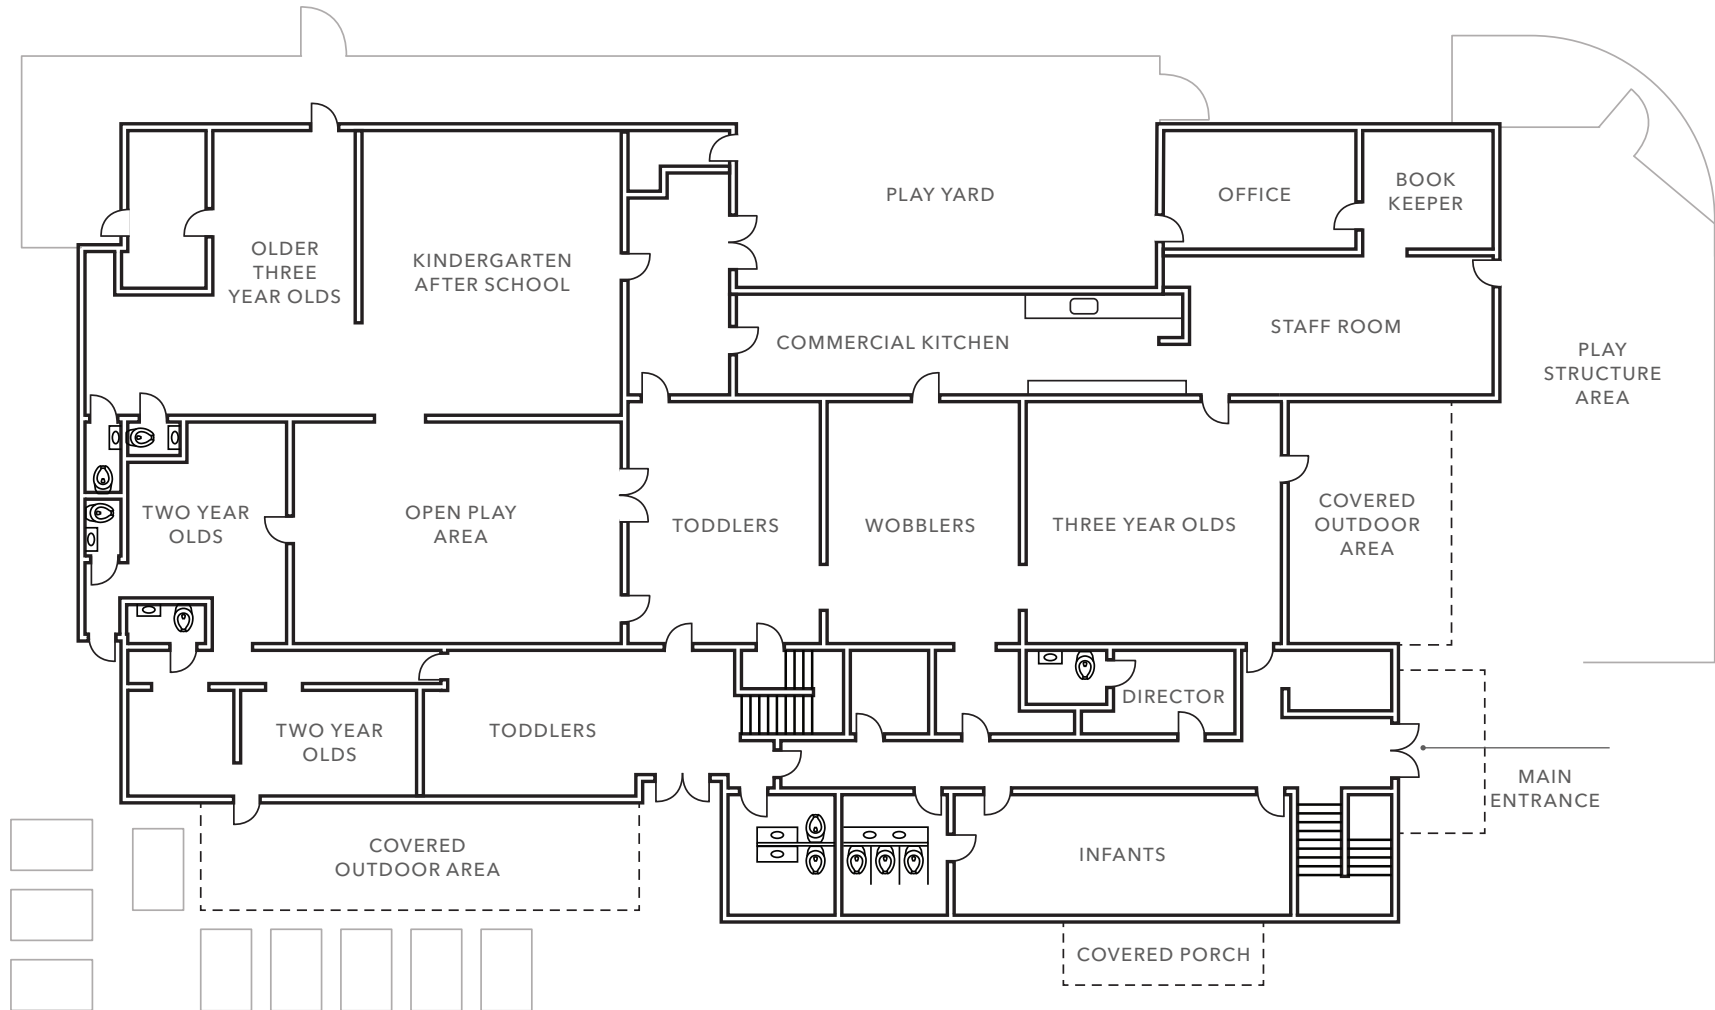 PLAY YARD
OFFICE
BOOK
KEEPER
OLDER
THREE
YEAR OLDS
KINDERGARTEN
AFTER SCHOOL
COMMERCIAL KITCHEN
STAFF ROOM
PLAY
STRUCTURE
AREA
TWO YEAR
OLDS
OPEN PLAY
AREA
TODDLERS
WOBBLERS
THREE YEAR OLDS
COVERED
OUTDOOR
AREA
TWO YEAR
OLDS
TODDLERS
DIRECTOR
MAIN
ENTRANCE
COVERED
OUTDOOR AREA
INFANTS
COVERED PORCH